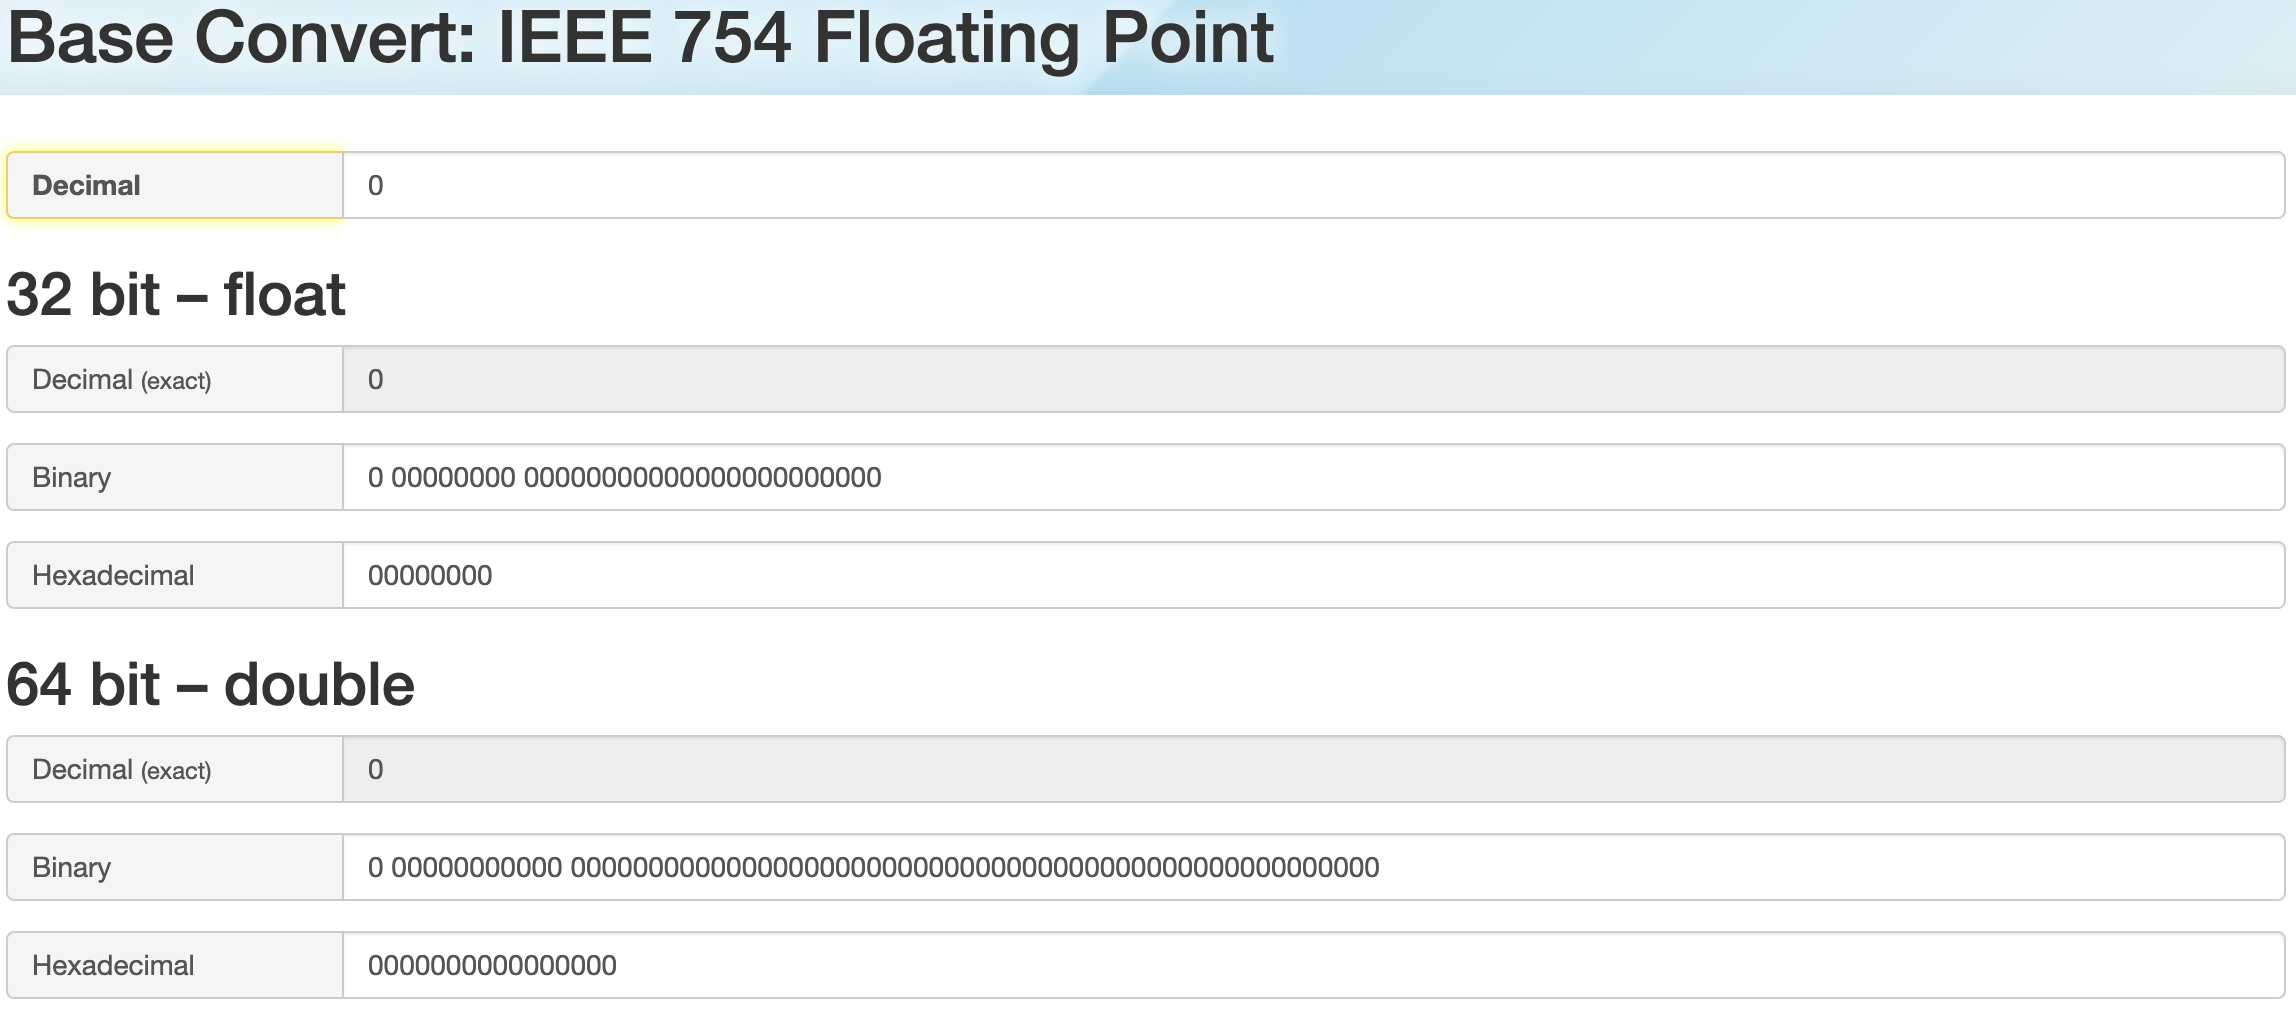 Base Convert: IEEE 754 Floating Point
Decimal 0
32 bit – float
Decimal (exact) 0
Binary 0 00000000 00000000000000000000000
Hexadecimal 00000000
64 bit – double
Decimal (exact) 0
Binary 0 00000000000 0000000000000000000000000000000000000000000000000000
Hexadecimal 0000000000000000